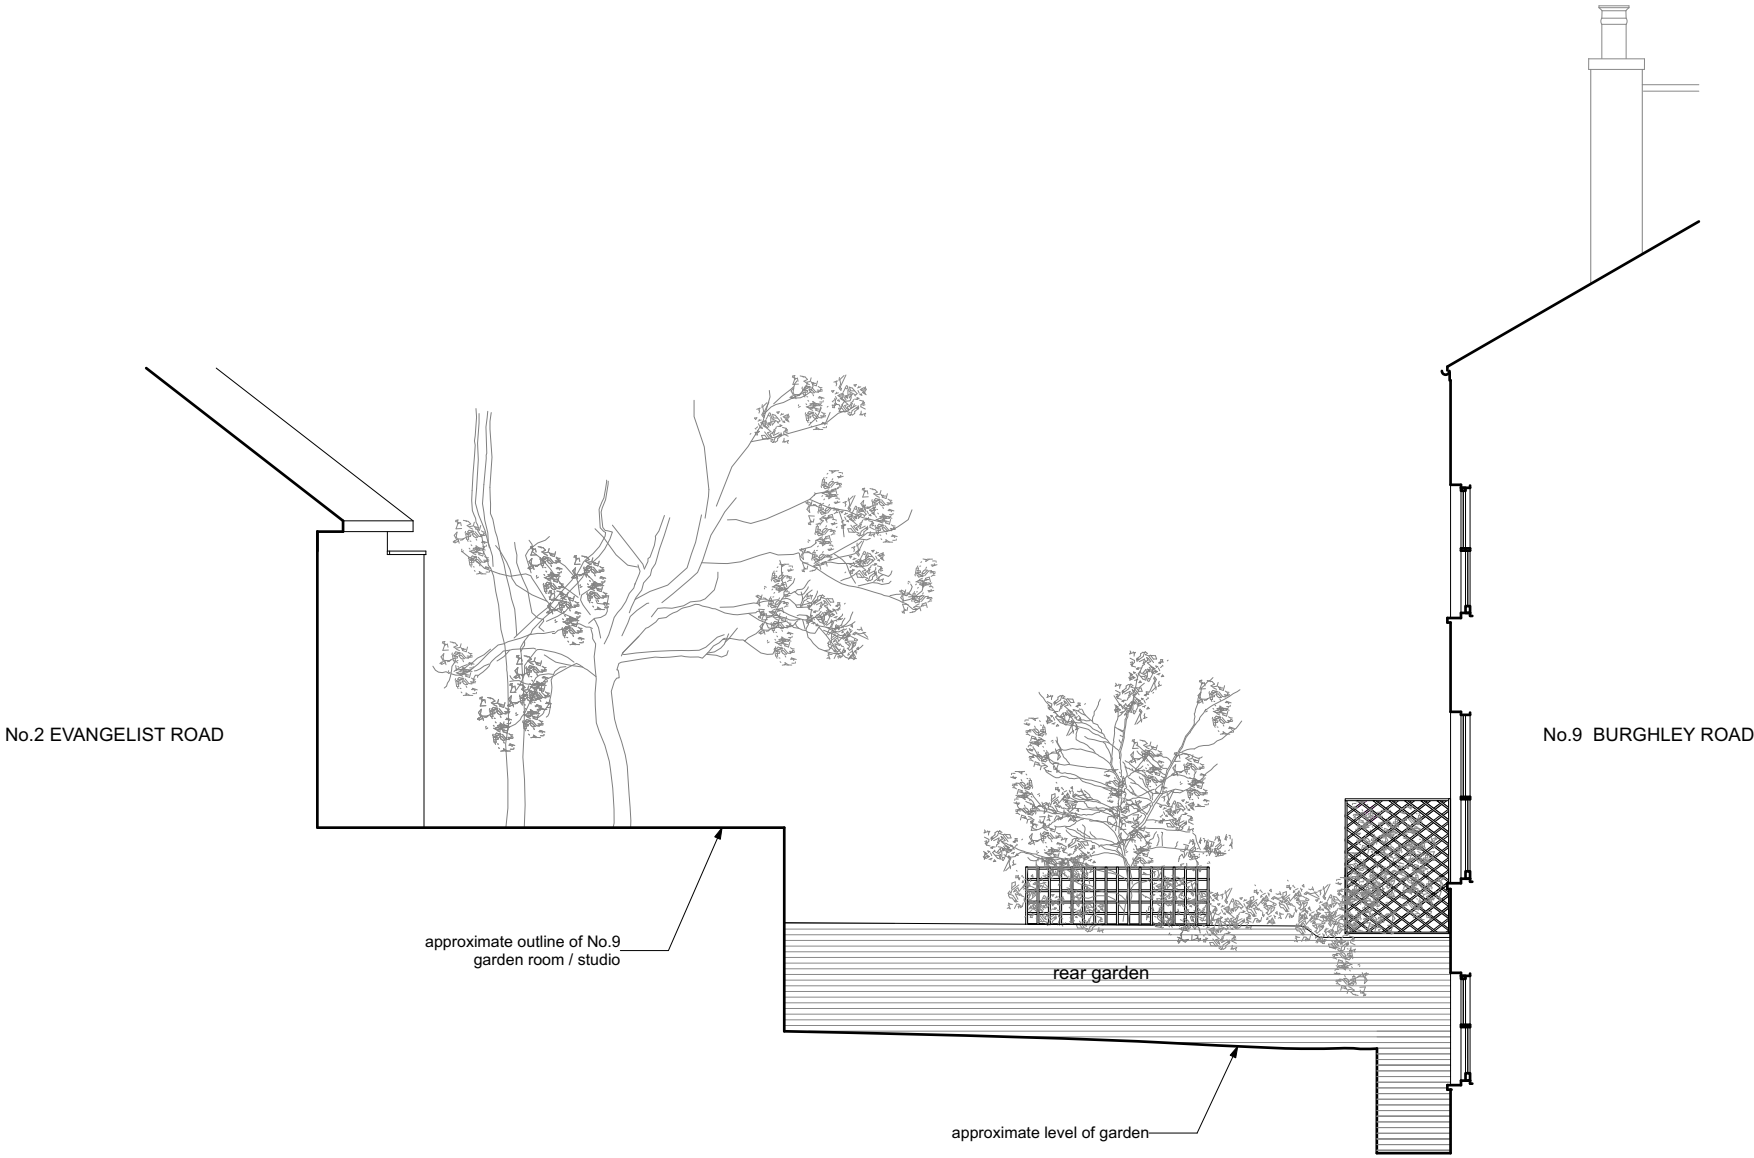 No.2 EVANGELIST ROAD
No.9 BURGHLEY ROAD
approximate outline of No.9
garden room / studio
rear garden
approximate level of garden